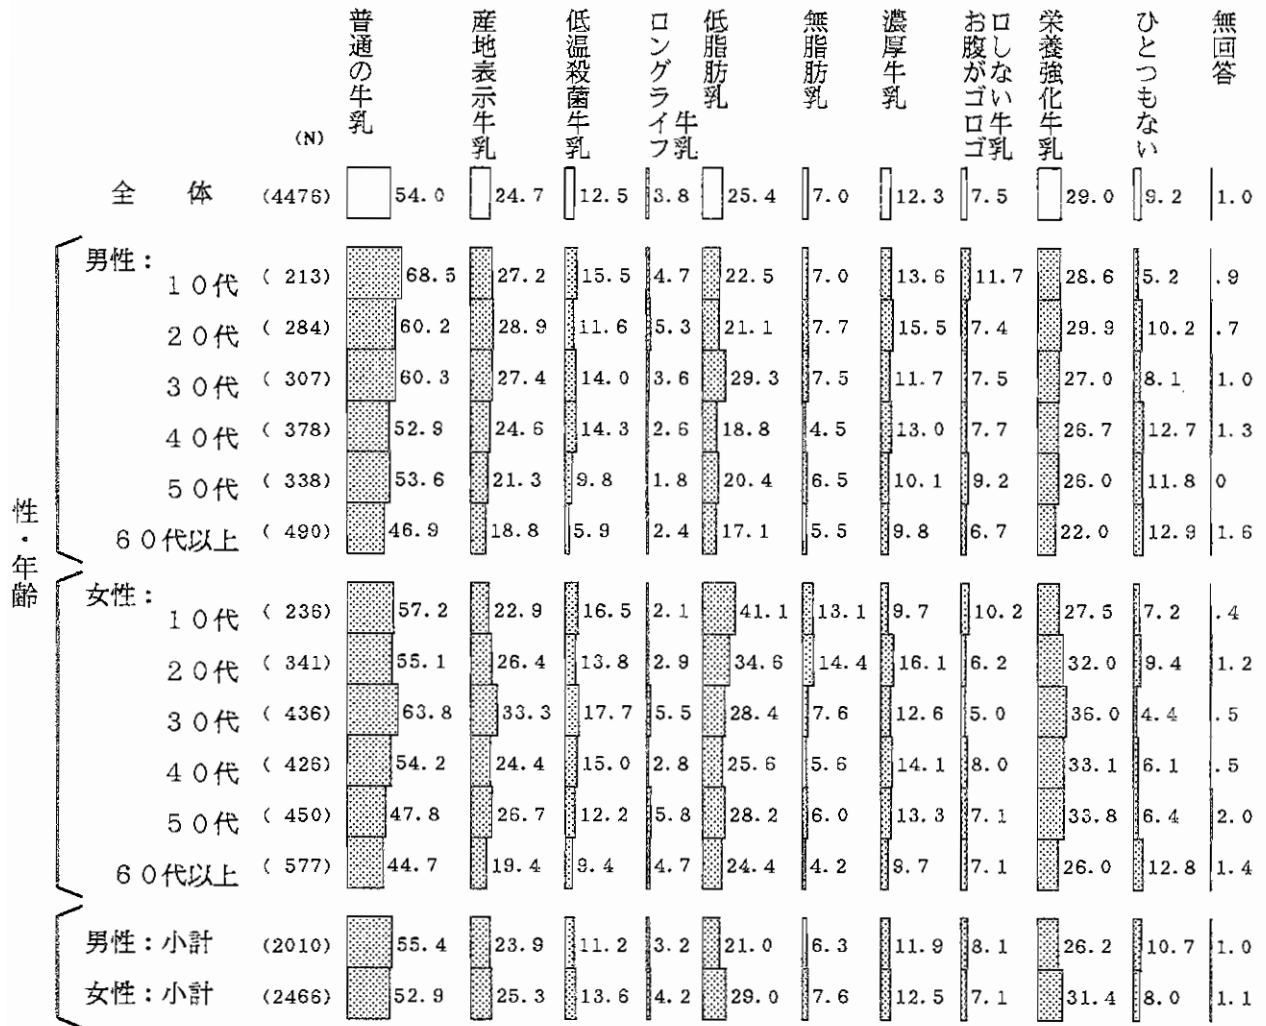 普通の牛乳
産地表示牛乳
低温殺菌牛乳
ロングライフ牛乳
低脂肪乳
無脂肪乳
濃厚牛乳
お腹がゴロゴロしない牛乳
栄養強化牛乳
ひとつもない
無回答
(N)
全 体 (4476) 54.0 24.7 12.5 3.8 25.4 7.0 12.3 7.5 29.0 9.2 1.0
性・年齢
男性：
10代 ( 213) 68.5 27.2 15.5 4.7 22.5 7.0 13.6 11.7 28.6 5.2 .9
20代 ( 284) 60.2 28.9 11.6 5.3 21.1 7.7 15.5 7.4 29.9 10.2 .7
30代 ( 307) 60.3 27.4 14.0 3.6 29.3 7.5 11.7 7.5 27.0 8.1 1.0
40代 ( 378) 52.9 24.6 14.3 2.6 18.8 4.5 13.0 7.7 26.7 12.7 1.3
50代 ( 338) 53.6 21.3 9.8 1.8 20.4 6.5 10.1 9.2 26.0 11.8 0
60代以上 ( 490) 46.9 18.8 5.9 2.4 17.1 5.5 9.8 6.7 22.0 12.9 1.6
女性：
10代 ( 236) 57.2 22.9 16.5 2.1 41.1 13.1 9.7 10.2 27.5 7.2 .4
20代 ( 341) 55.1 26.4 13.8 2.9 34.6 14.4 16.1 6.2 32.0 9.4 1.2
30代 ( 436) 63.8 33.3 17.7 5.5 28.4 7.6 12.6 5.0 36.0 4.4 .5
40代 ( 426) 54.2 24.4 15.0 2.8 25.6 5.6 14.1 8.0 33.1 6.1 .5
50代 ( 450) 47.8 26.7 12.2 5.8 28.2 6.0 13.3 7.1 33.8 6.4 2.0
60代以上 ( 577) 44.7 19.4 9.4 4.7 24.4 4.2 9.7 7.1 26.0 12.8 1.4
男性：小計 (2010) 55.4 23.9 11.2 3.2 21.0 6.3 11.9 8.1 26.2 10.7 1.0
女性：小計 (2466) 52.9 25.3 13.6 4.2 29.0 7.6 12.5 7.1 31.4 8.0 1.1